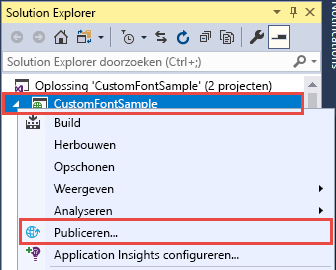 Solution Explorer
Solution Explorer doorzoeken (Ctrl+;)
Oplossing 'CustomFontSample' (2 projecten)
CustomFontSample
Build
Herbouwen
Opschonen
Weergeven
Analyseren
Publiceren...
Application Insights configureren...
Notifications